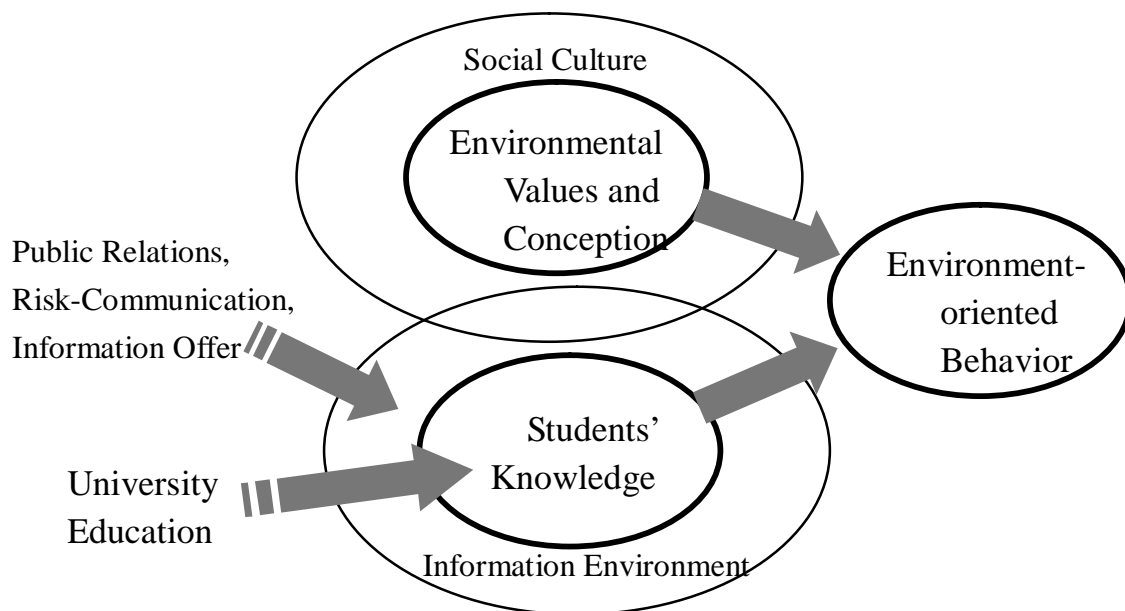 Social Culture
Environmental
Values and
Conception
Public Relations,
Risk-Communication,
Information Offer
Environment-
oriented
Behavior
Students’
Knowledge
University
Education
Information Environment